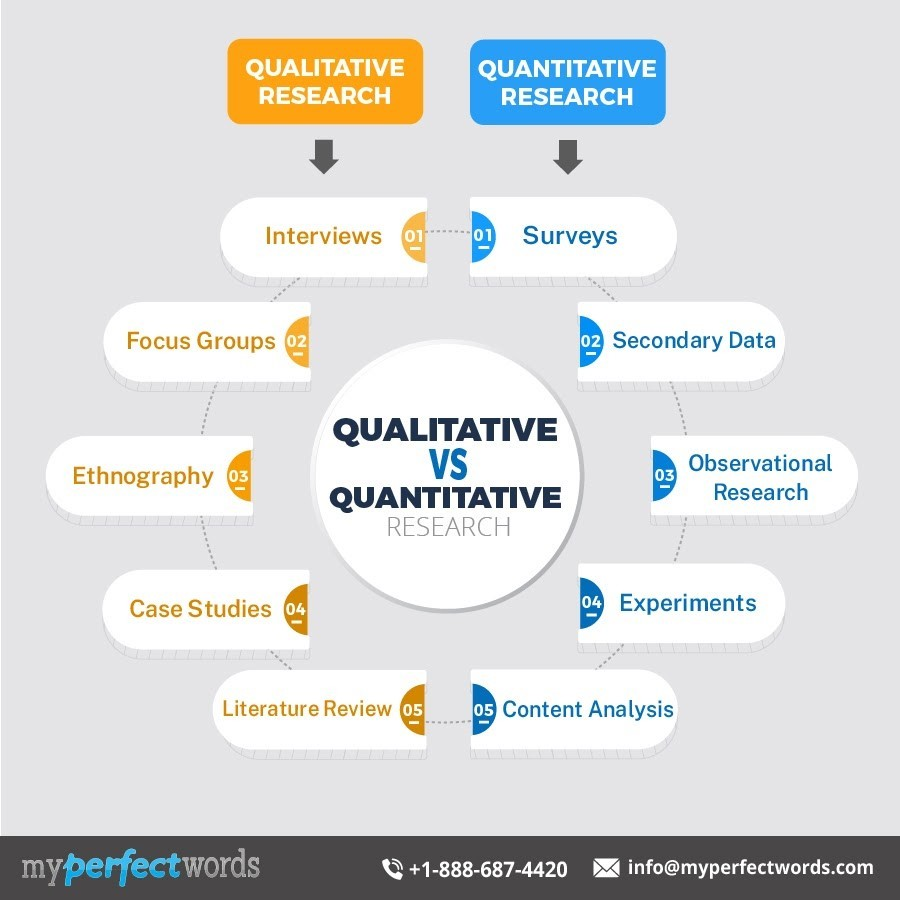 QUALITATIVE
RESEARCH
QUANTITATIVE
RESEARCH
Interviews 01
01 Surveys
Focus Groups 02
02 Secondary Data
Ethnography 03
03 Observational
Research
Case Studies 04
04 Experiments
Literature Review 05
05 Content Analysis
QUALITATIVE
VS
QUANTITATIVE
RESEARCH
myperfectwords
+1-888-687-4420
info@myperfectwords.com